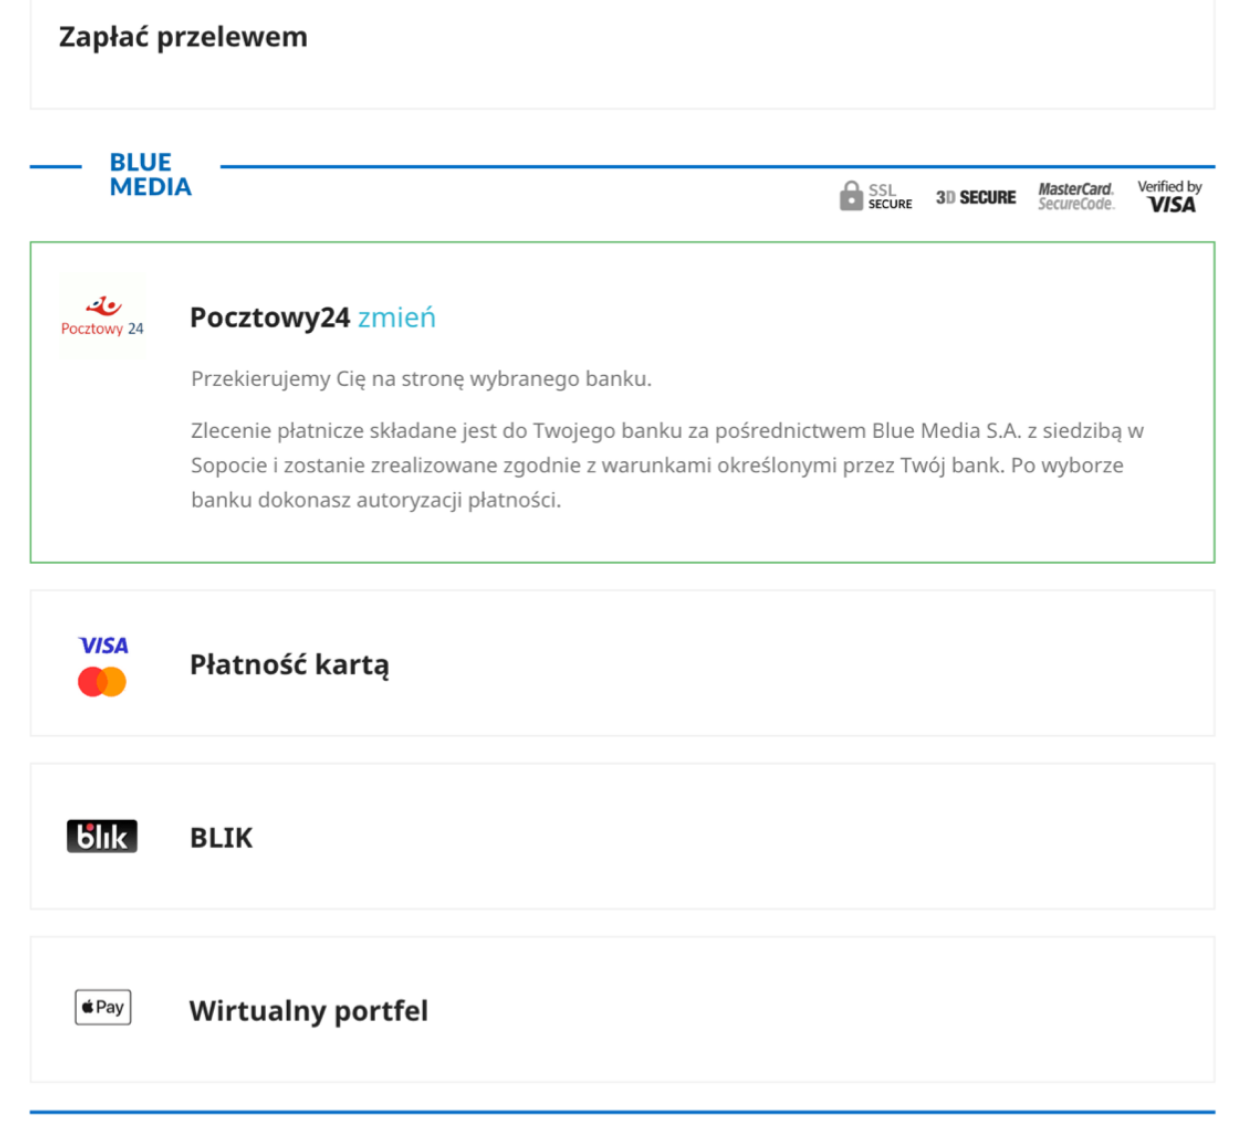 Zapłać przelewem
BLUE
MEDIA
SSL
SECURE
3D SECURE
MasterCard.
SecureCode.
Verified by
VISA
Pocztowy 24
Pocztowy24 zmień
Przekierujemy Cię na stronę wybranego banku.
Zlecenie płatnicze składane jest do Twojego banku za pośrednictwem Blue Media S.A. z siedzibą w
Sopocie i zostanie zrealizowane zgodnie z warunkami określonymi przez Twój bank. Po wyborze
banku dokonasz autoryzacji płatności.
VISA
Płatność kartą
blik
BLIK
Pay
Wirtualny portfel